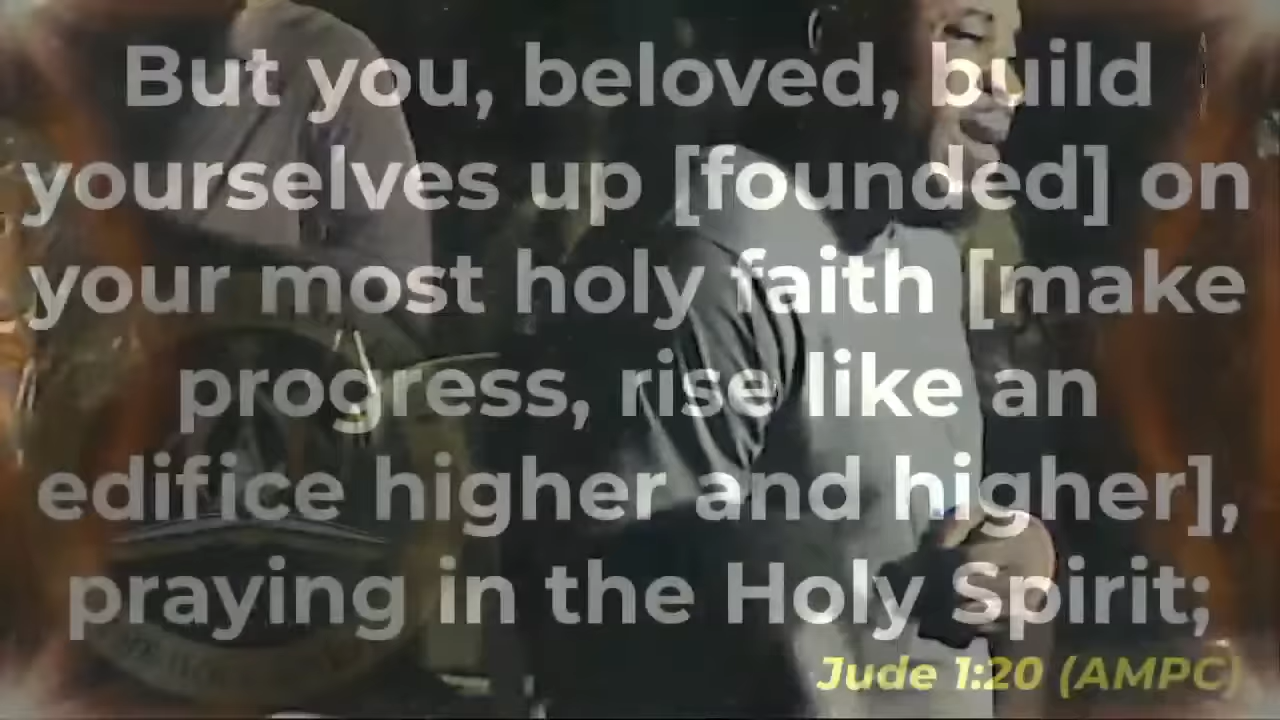 But you, beloved, build
yourselves up [founded] on
your most holy faith [make
progress, rise like an
edifice higher and higher],
praying in the Holy Spirit;
Jude 1:20 (AMPC)